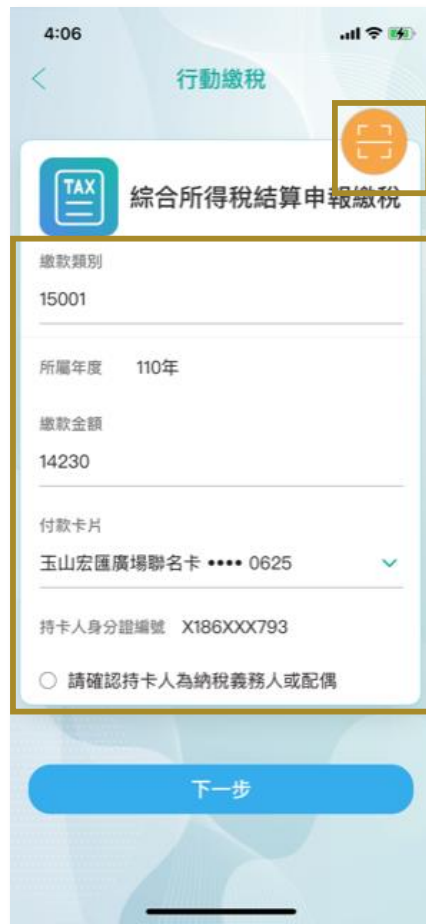 4:06
行動繳稅
TAX
綜合所得稅結算申報繳稅
繳款類別
15001
所屬年度 110年
繳款金額
14230
付款卡片
玉山宏匯廣場聯名卡 •••• 0625
持卡人身分證編號 X186XXX793
請確認持卡人為納稅義務人或配偶
下一步